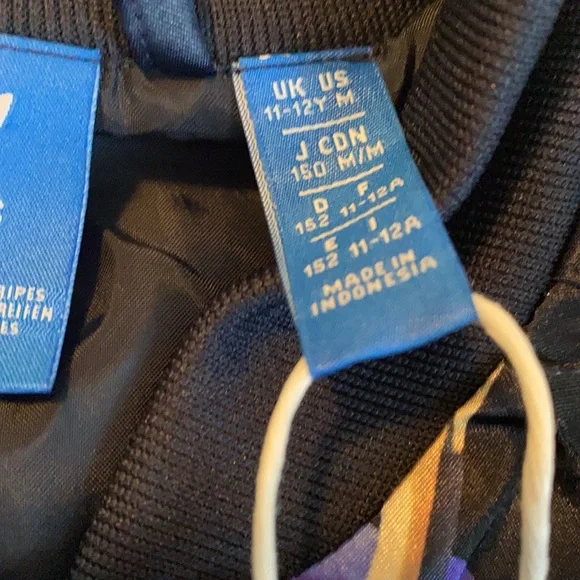 UK US
11-12Y M
J CDN
150 M/M
D F
152 11-12A
E I
152 11-12A
MADE IN
INDONESIA